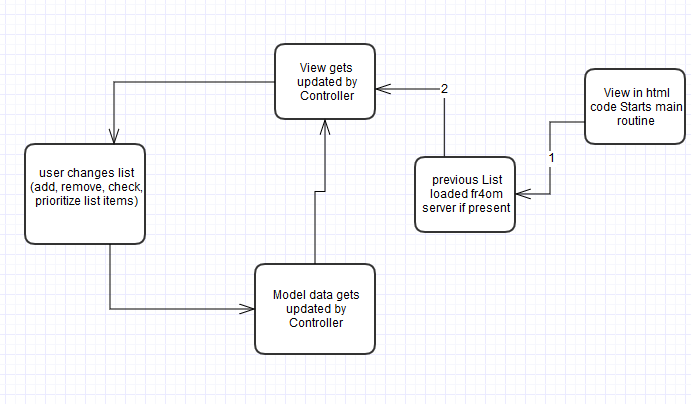 View gets
updated by
Controller
2
View in html
code Starts main
routine
1
user changes list
(add, remove, check,
prioritize list items)
previous List
loaded fr4om
server if present
Model data gets
updated by
Controller